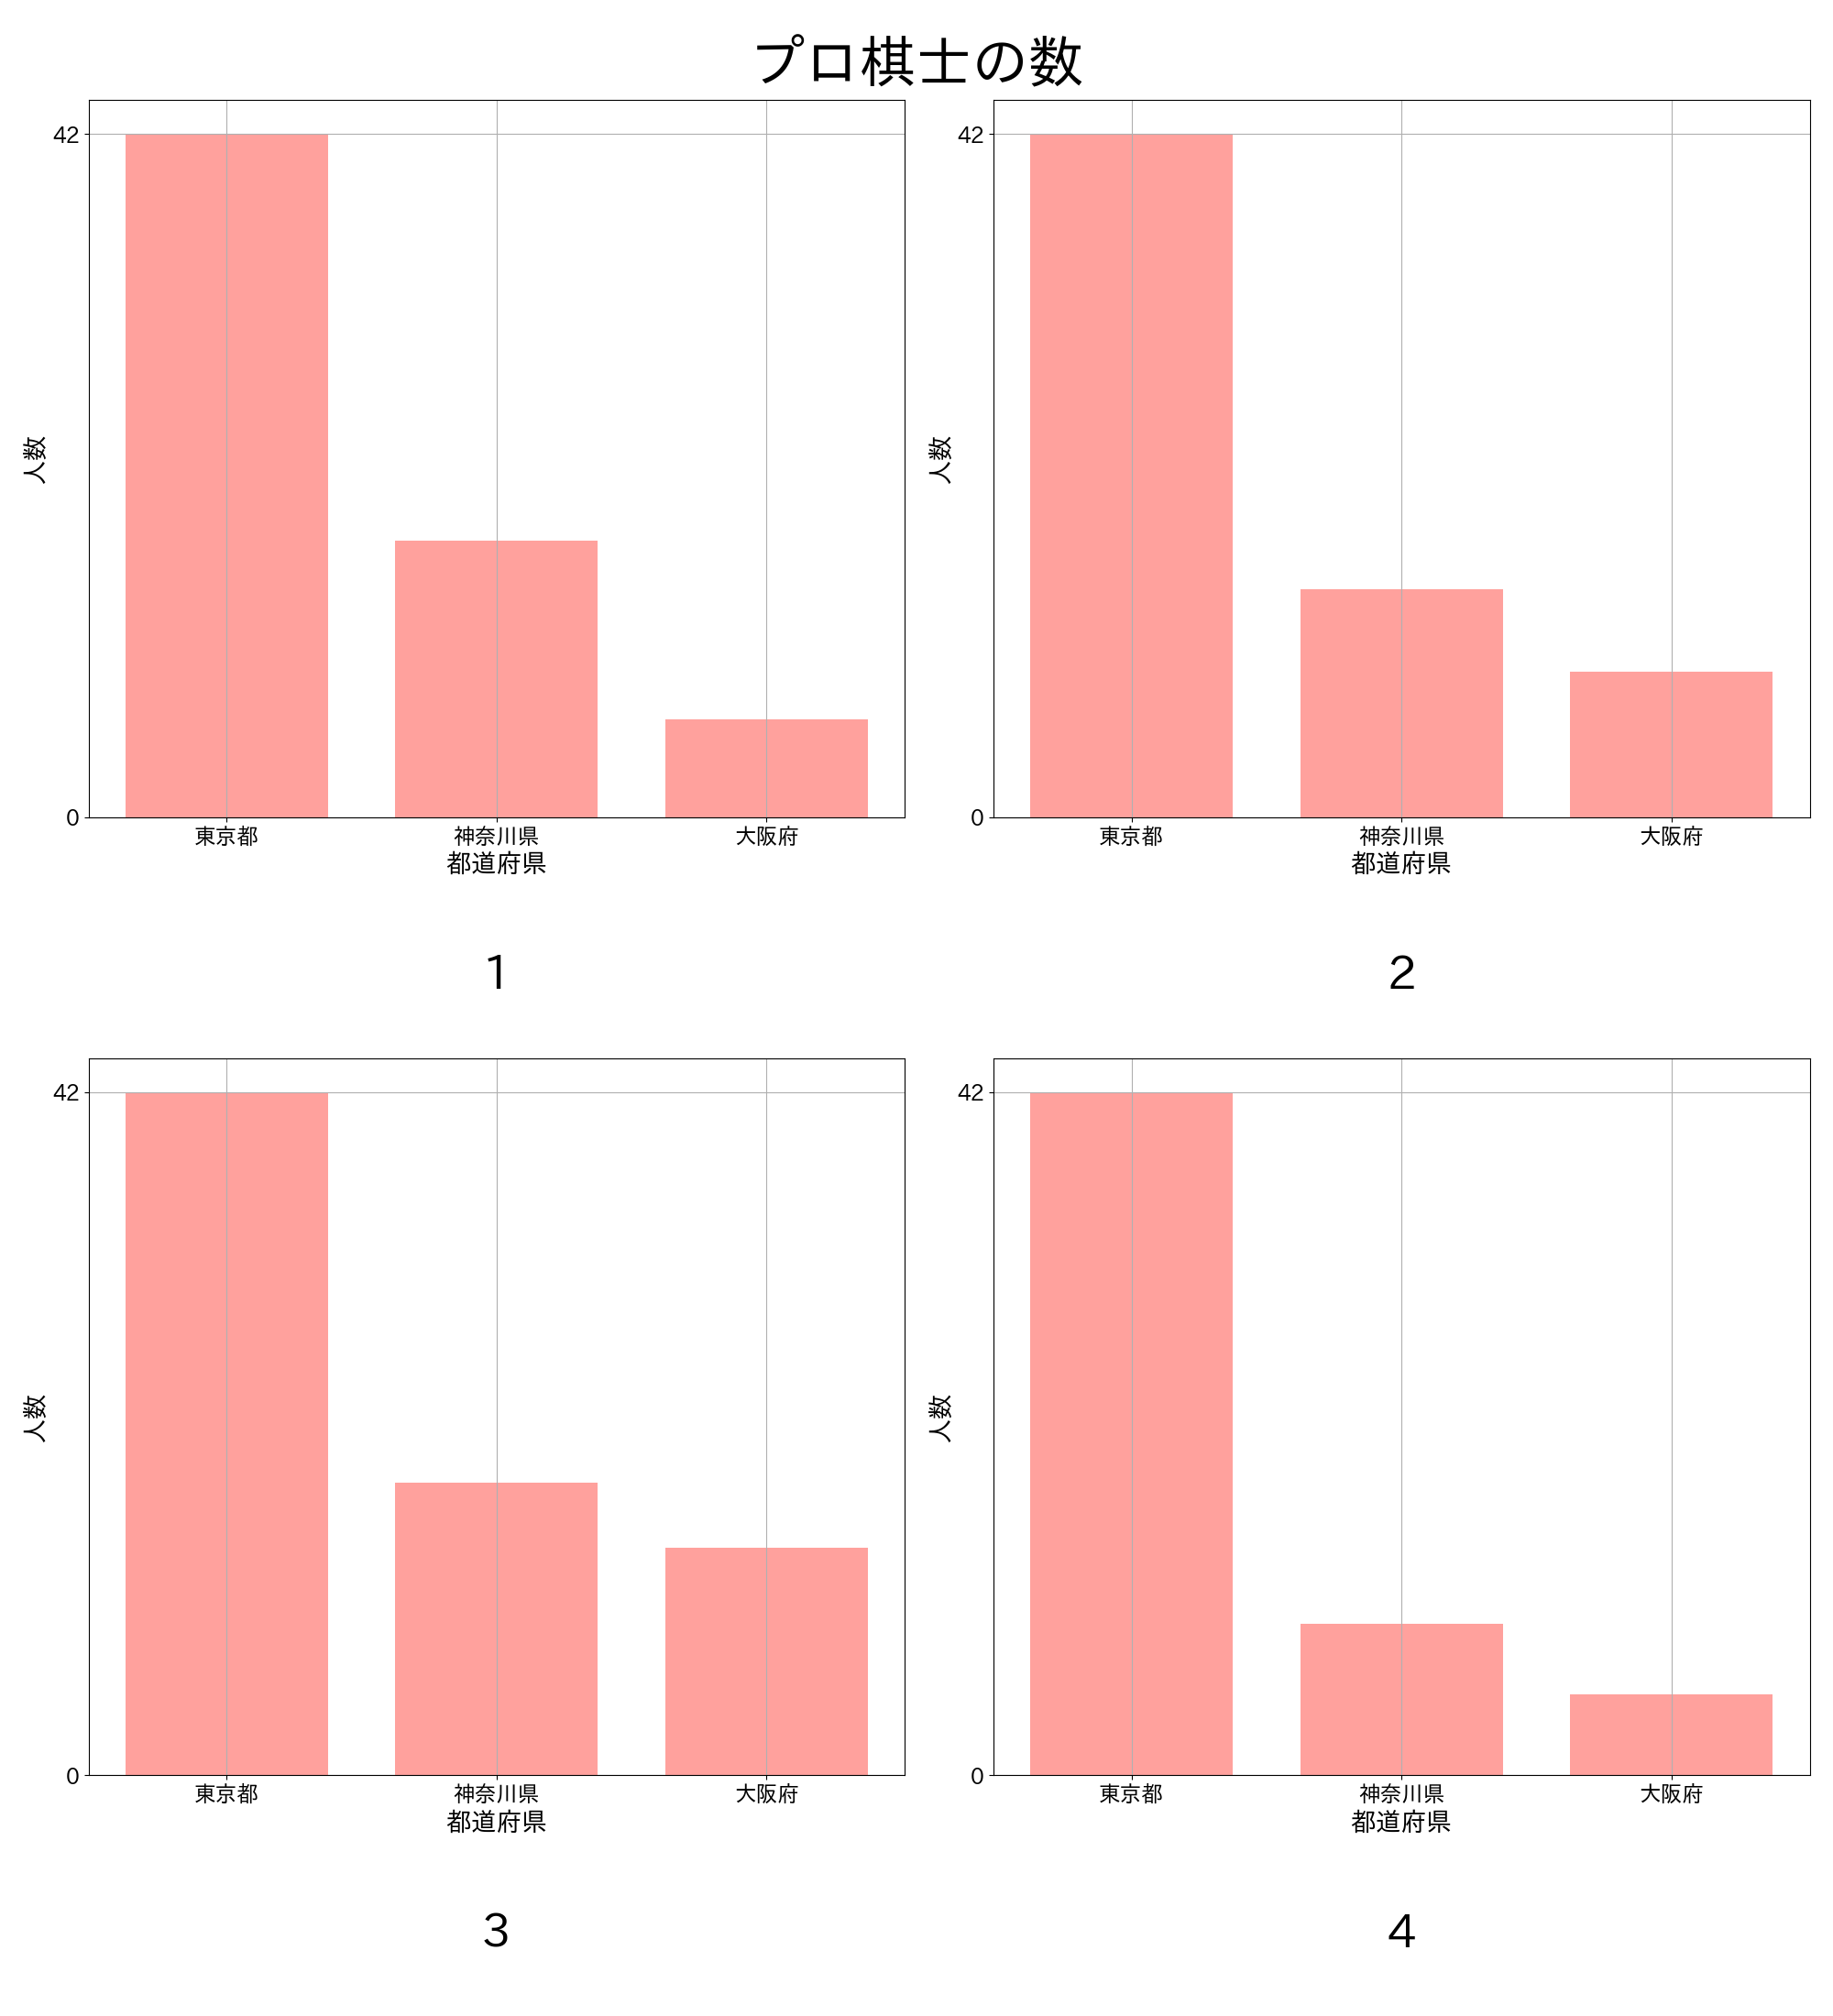 プロ棋士の数
42
人数
0
東京都 神奈川県 大阪府
都道府県
1
42
人数
0
東京都 神奈川県 大阪府
都道府県
2
42
人数
0
東京都 神奈川県 大阪府
都道府県
3
42
人数
0
東京都 神奈川県 大阪府
都道府県
4